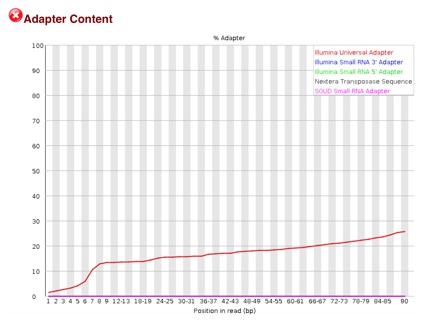 Adapter Content
% Adapter
Illumina Universal Adapter
Illumina Small RNA 3' Adapter
Illumina Small RNA 5' Adapter
Nextera Transposase Sequence
SOLID Small RNA Adapter
100
90
80
70
60
50
40
30
20
10
0
1 2 3 4 5 6 7 8 9 12-13 18-19 24-25 30-31 36-37 42-43 48-49 54-55 60-61 66-67 72-73 78-79 84-85 90
Position in read (bp)